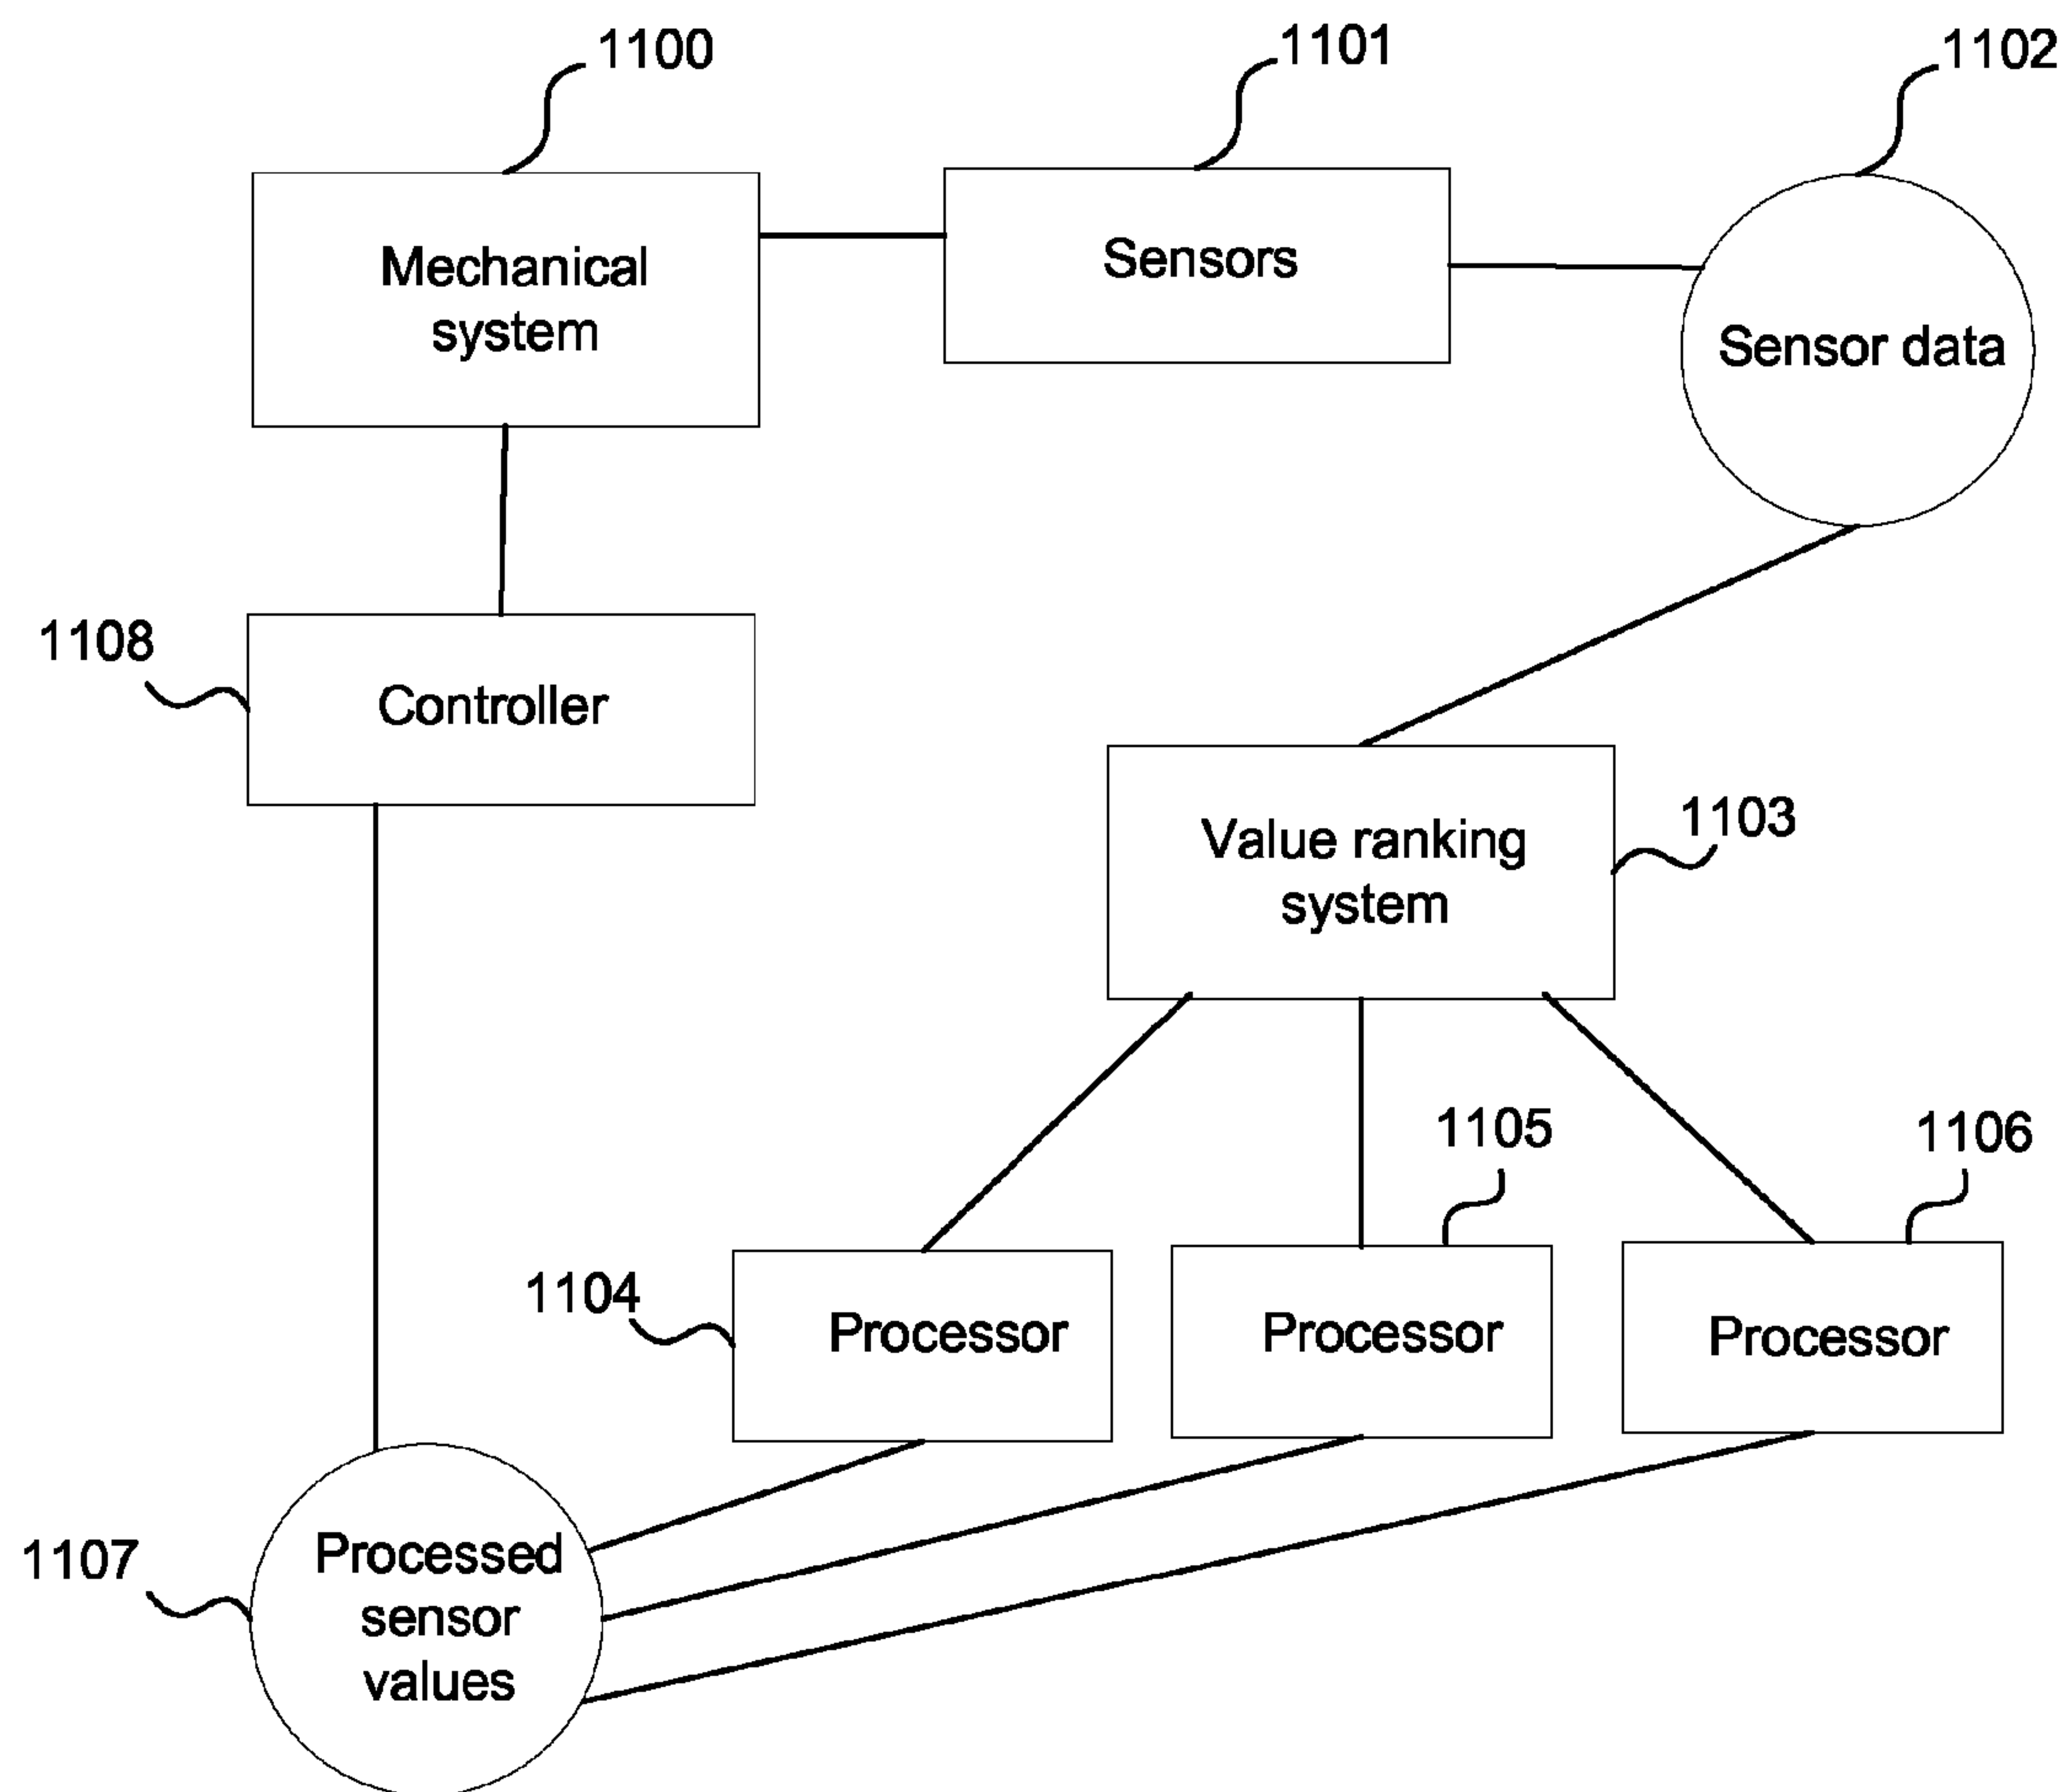 1100
1101
1102
Mechanical
system
Sensors
Sensor data
1108
Controller
Value ranking
system
1103
1104
Processor
1105
Processor
1106
Processor
1107
Processed
sensor
values